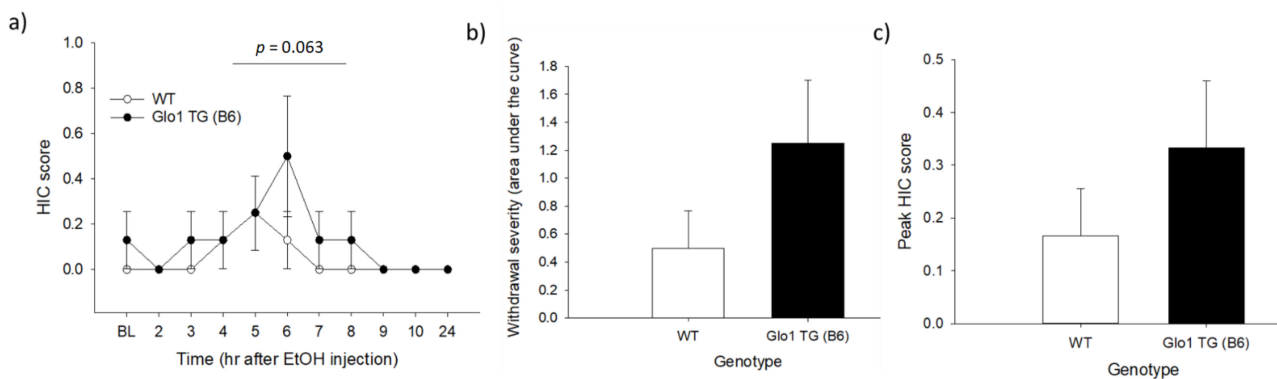 a)
p = 0.063
1.0
0.8
0.6
0.4
0.2
0.0
HIC score
WT
Glo1 TG (B6)
BL 2 3 4 5 6 7 8 9 10 24
Time (hr after EtOH injection)
b)
Withdrawal severity (area under the curve)
1.8
1.6
1.4
1.2
1.0
0.8
0.6
0.4
0.2
0.0
WT Glo1 TG (B6)
Genotype
c)
Peak HIC score
0.5
0.4
0.3
0.2
0.1
0.0
WT Glo1 TG (B6)
Genotype